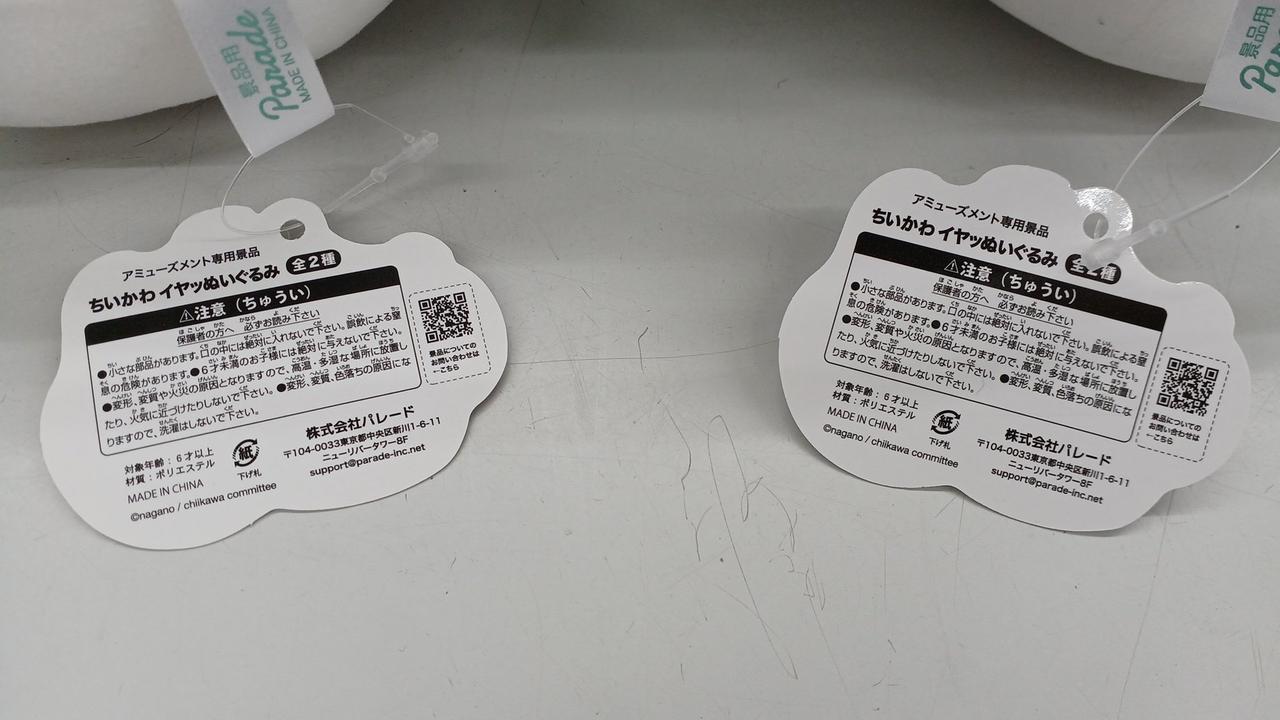 景品用
Parade
MADE IN CHINA
アミューズメント専用景品
ちいかわ イヤッぬいぐるみ 全2種
⚠注意（ちゅうい）
保護者の方へ 必ずお読み下さい
●小さな部品があります。口の中には絶対に入れないで下さい。誤飲による窒
息の危険があります。●6才未満のお子様には絶対に与えないで下さい。
●変形、変質や火災の原因となりますので、高温・多湿な場所に放置し
たり、火気に近づけたりしないで下さい。●変形、変質、色落ちの原因にな
りますので、洗濯はしないで下さい。
景品についての
お問い合わせは
←こちら
対象年齢：6才以上
材質：ポリエステル
MADE IN CHINA
©nagano / chiikawa committee
紙
下げ札
株式会社パレード
〒104-0033東京都中央区新川1-6-11
ニューリバータワー8F
support@parade-inc.net
景品用
アミューズメント専用景品
ちいかわ イヤッぬいぐるみ 全2種
⚠注意（ちゅうい）
保護者の方へ 必ずお読み下さい
●小さな部品があります。口の中には絶対に入れないで下さい。誤飲による窒
息の危険があります。●6才未満のお子様には絶対に与えないで下さい。
●変形、変質や火災の原因となりますので、高温・多湿な場所に放置し
たり、火気に近づけたりしないで下さい。●変形、変質、色落ちの原因にな
りますので、洗濯はしないで下さい。
景品についての
お問い合わせは
←こちら
対象年齢：6才以上
材質：ポリエステル
MADE IN CHINA
©nagano / chiikawa committee
紙
下げ札
株式会社パレード
〒104-0033東京都中央区新川1-6-11
ニューリバータワー8F
support@parade-inc.net